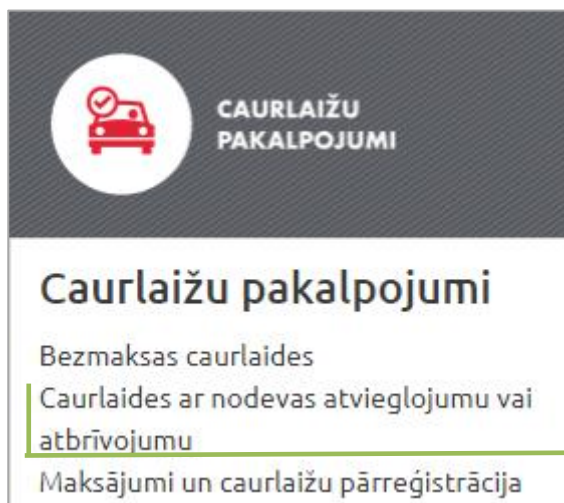 CAURLAIŽU
PAKALPOJUMI
Caurlaižu pakalpojumi
Bezmaksas caurlaides
Caurlaides ar nodevas atvieglojumu vai
atbrīvojumu
Maksājumi un caurlaižu pārreģistrācija